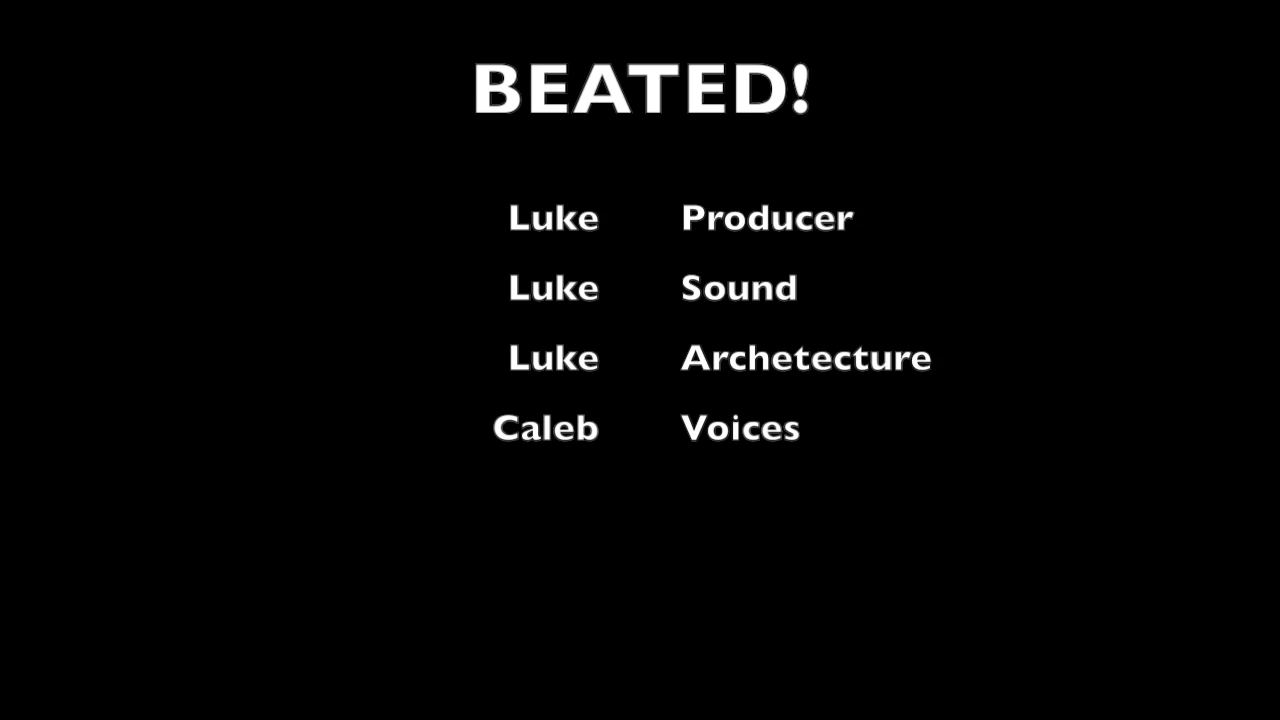 BEATED!
Luke Producer
Luke Sound
Luke Archetecture
Caleb Voices